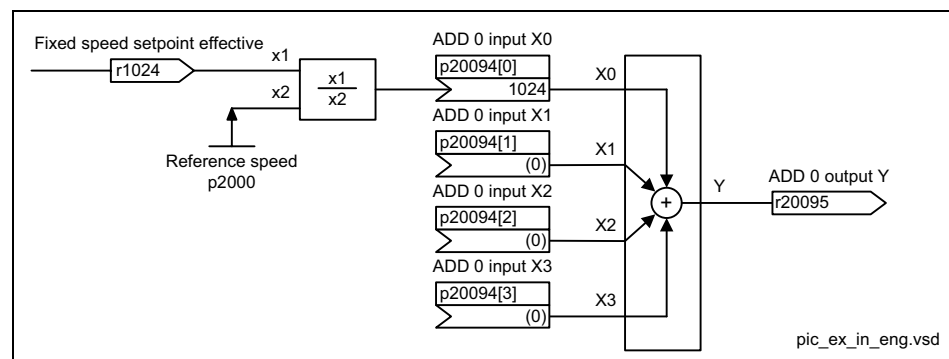 Fixed speed setpoint effective
r1024
x1
x2
x1
x2
Reference speed
p2000
ADD 0 input X0
p20094[0]
1024
X0
ADD 0 input X1
p20094[1]
(0)
X1
ADD 0 input X2
p20094[2]
(0)
X2
ADD 0 input X3
p20094[3]
(0)
X3
+
Y
ADD 0 output Y
r20095
pic_ex_in_eng.vsd